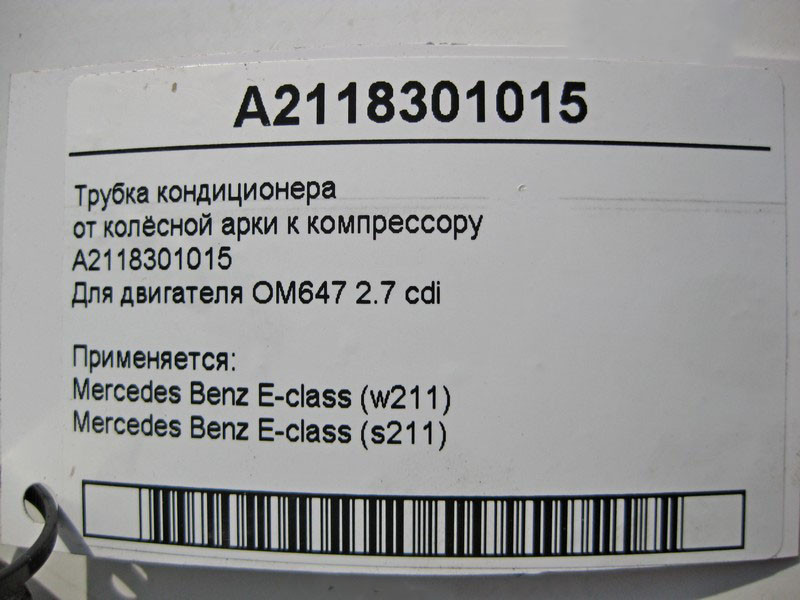 A2118301015
Трубка кондиционера
от колёсной арки к компрессору
A2118301015
Для двигателя OM647 2.7 cdi
Применяется:
Mercedes Benz E-class (w211)
Mercedes Benz E-class (s211)